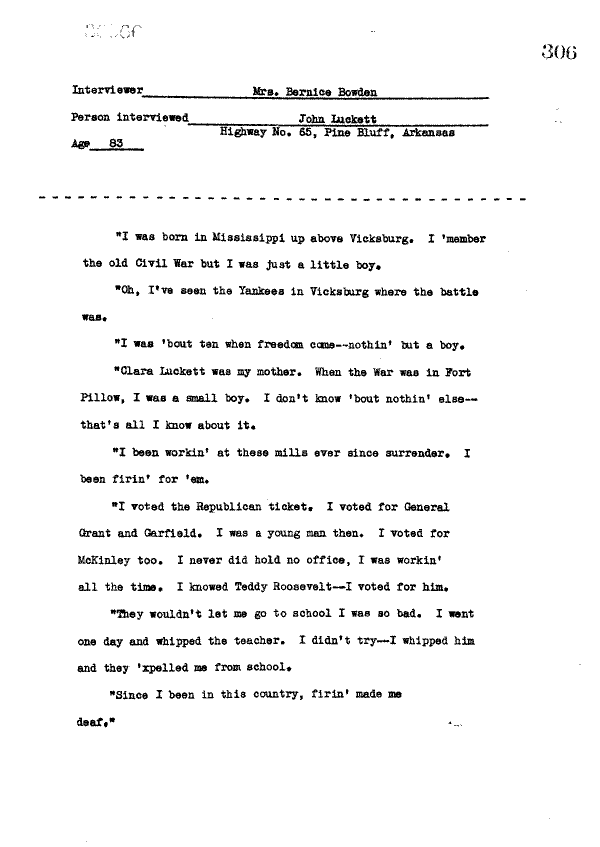 306
Interviewer Mrs. Bernice Bowden
Person interviewed John Luckett
Highway No. 65, Pine Bluff, Arkansas
Age 83
"I was born in Mississippi up above Vicksburg. I 'member
the old Civil War but I was just a little boy.
"Oh, I've seen the Yankees in Vicksburg where the battle
was.
"I was 'bout ten when freedom come--nothin' but a boy.
"Clara Luckett was my mother. When the War was in Fort
Pillow, I was a small boy. I don't know 'bout nothin' else--
that's all I know about it.
"I been workin' at these mills ever since surrender. I
been firin' for 'em.
"I voted the Republican ticket. I voted for General
Grant and Garfield. I was a young man then. I voted for
McKinley too. I never did hold no office, I was workin'
all the time. I knowed Teddy Roosevelt--I voted for him.
"They wouldn't let me go to school I was so bad. I went
one day and whipped the teacher. I didn't try--I whipped him
and they 'xpelled me from school.
"Since I been in this country, firin' made me
deaf."